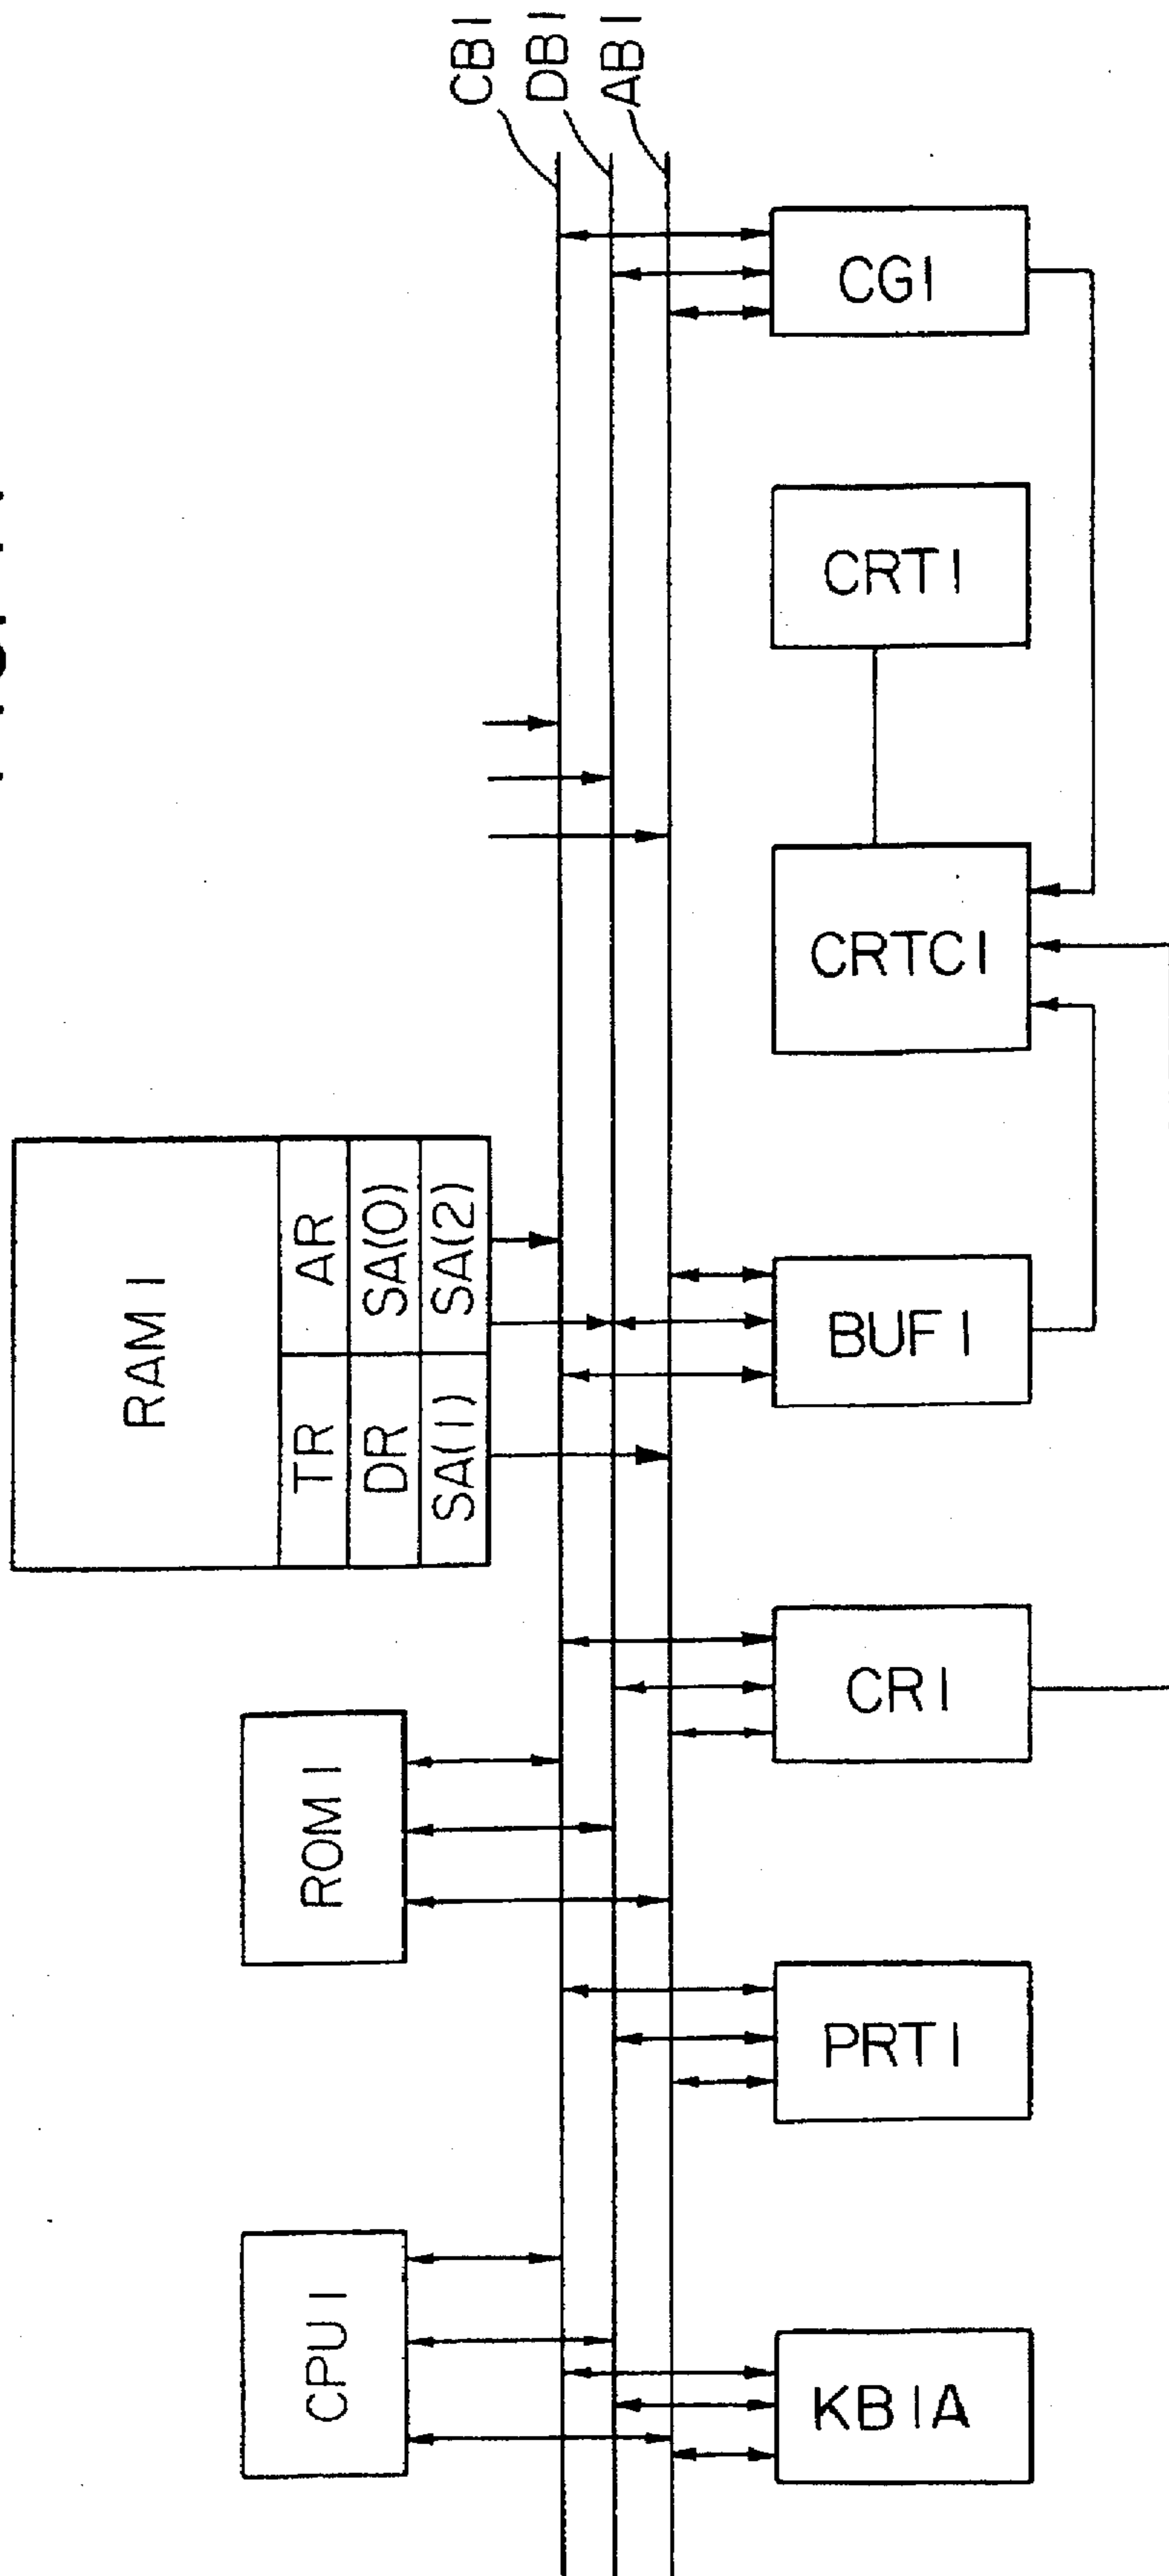 CB1
DB1
AB1
RAM1
TR AR
DR SA(0)
SA(1) SA(2)
ROM1
CPU1
CG1
CRT1
CRTC1
BUF1
CR1
PRT1
KB1A